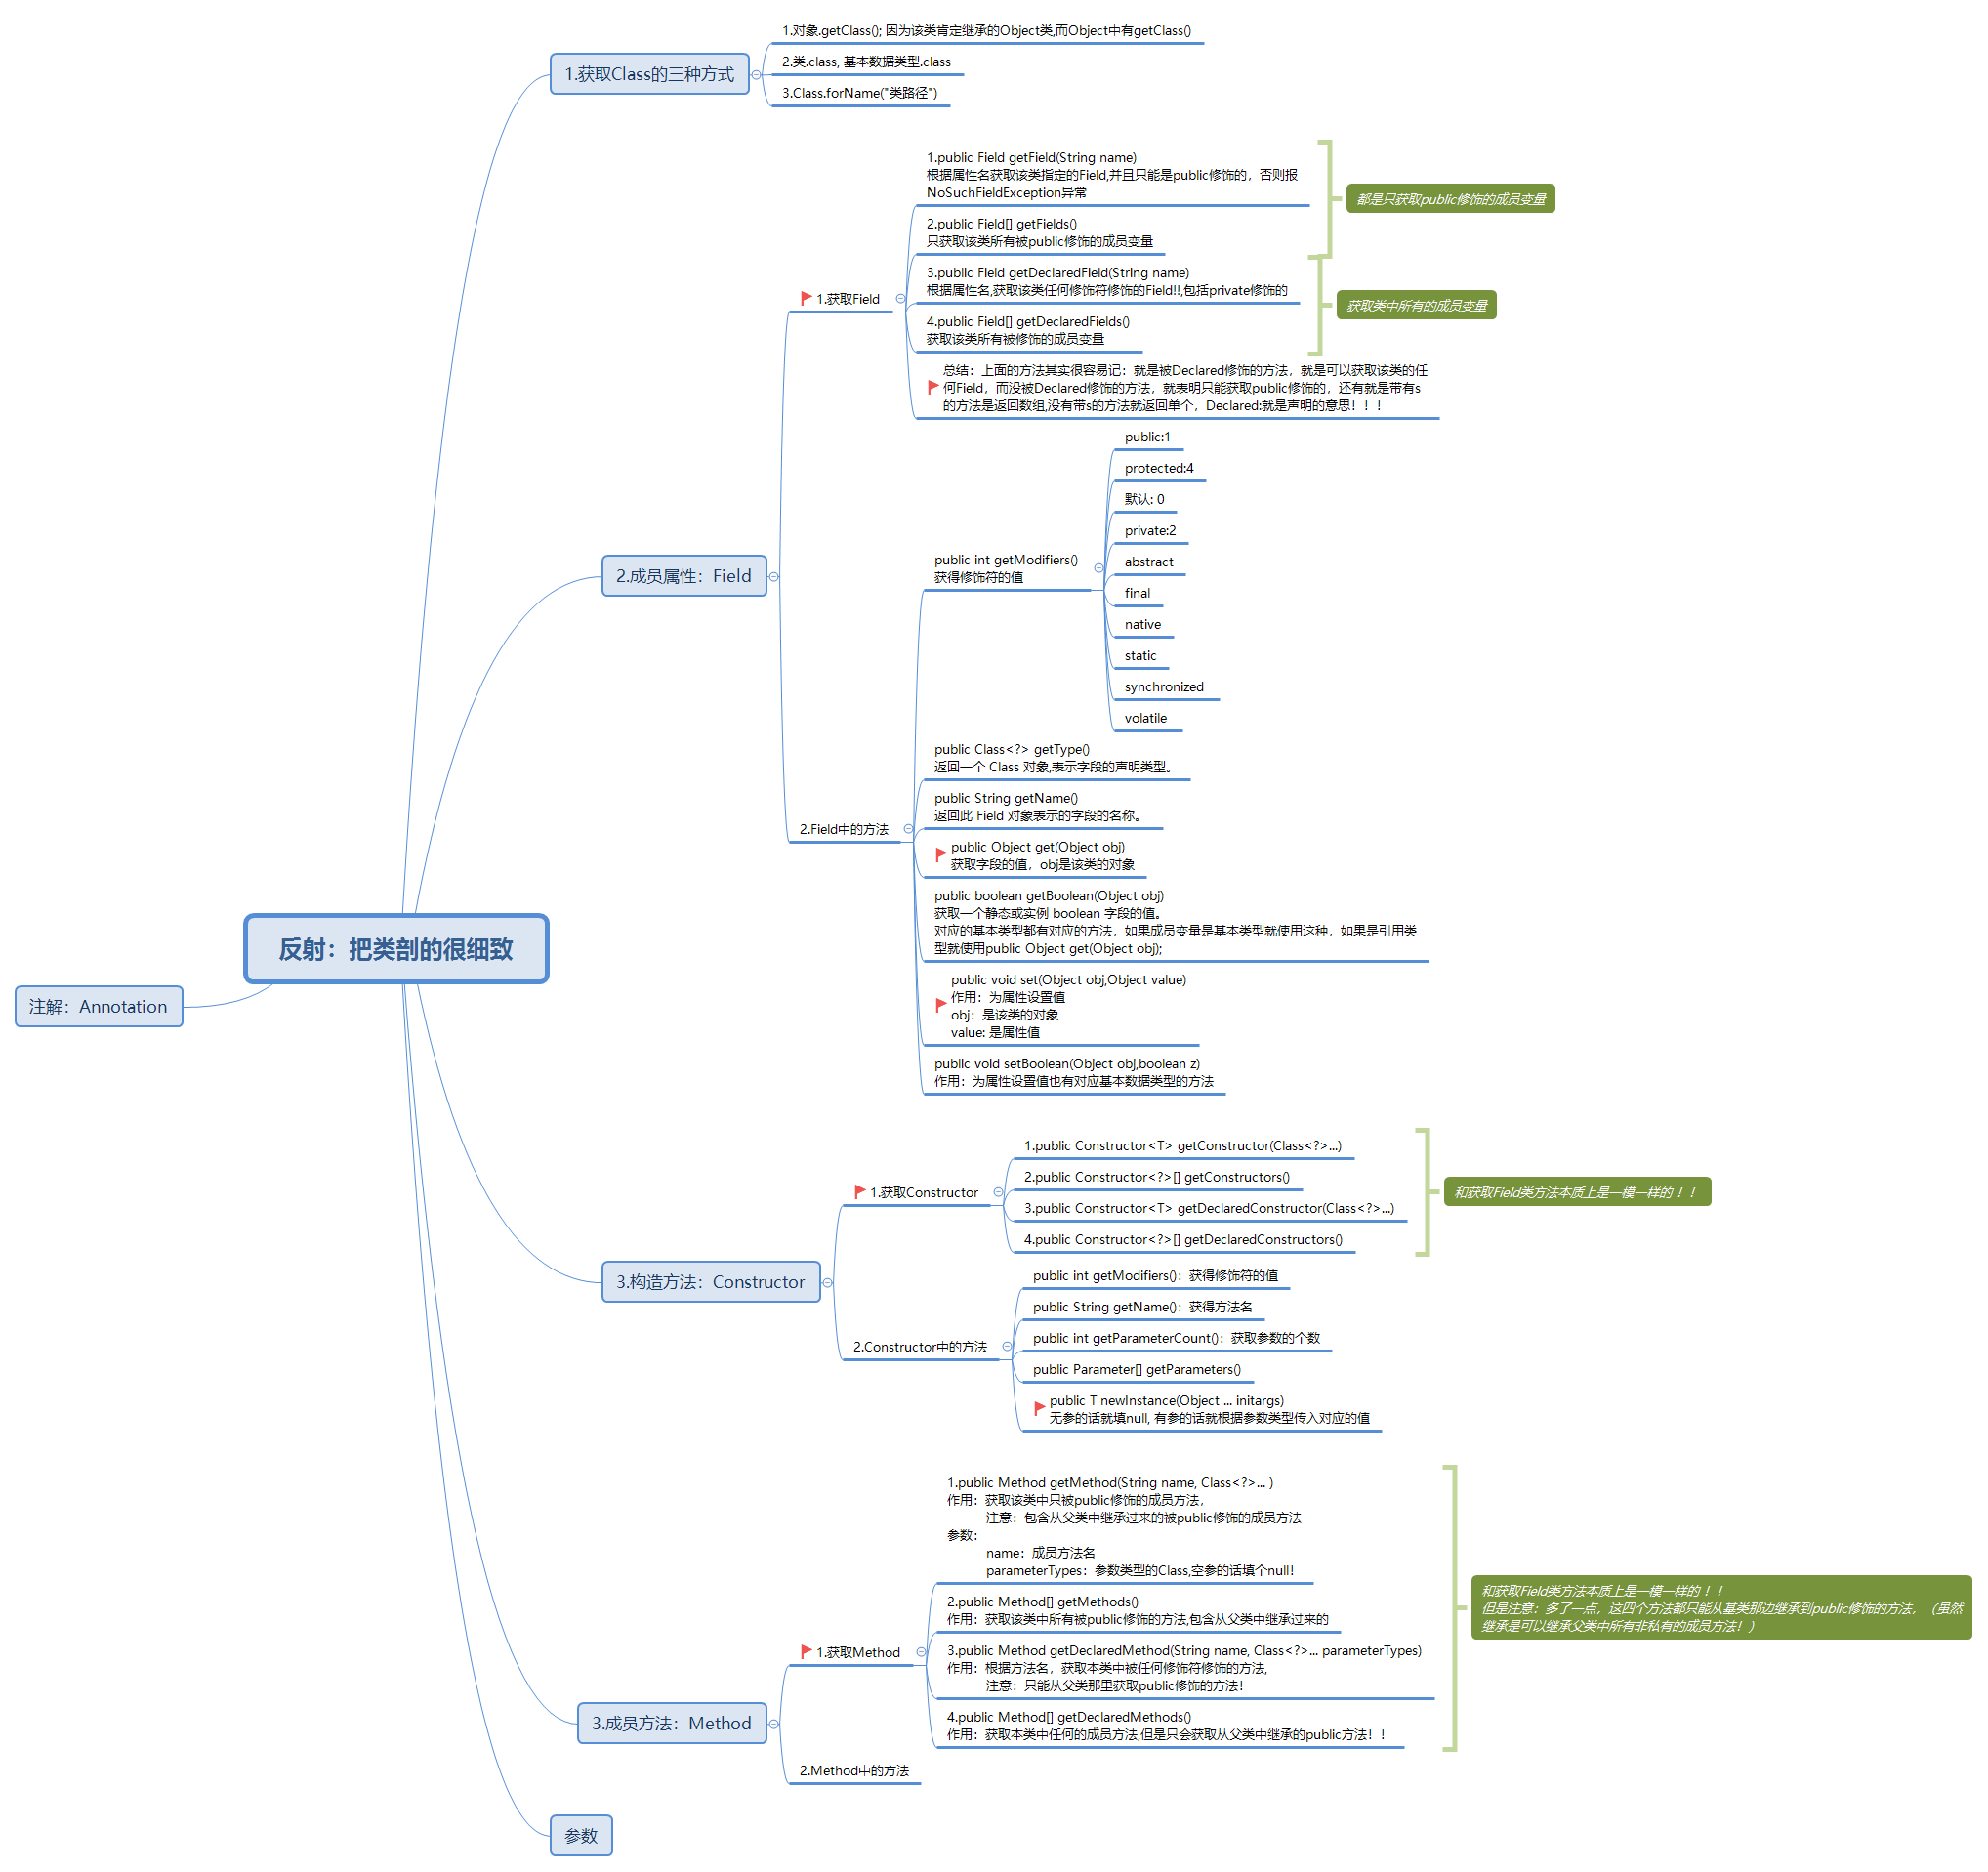 反射：把类剖的很细致
1.获取Class的三种方式
1.对象.getClass(); 因为该类肯定继承的Object类,而Object中有getClass()
2.类.class, 基本数据类型.class
3.Class.forName("类路径")
2.成员属性：Field
1.获取Field
1.public Field getField(String name)
根据属性名获取该类指定的Field,并且只能是public修饰的，否则报
NoSuchFieldException异常
2.public Field[] getFields()
只获取该类所有被public修饰的成员变量
都是只获取public修饰的成员变量
3.public Field getDeclaredField(String name)
根据属性名,获取该类任何修饰符修饰的Field!!,包括private修饰的
4.public Field[] getDeclaredFields()
获取该类所有被修饰的成员变量
获取类中所有的成员变量
总结：上面的方法其实很容易记：就是被Declared修饰的方法，就是可以获取该类的任
何Field，而没被Declared修饰的方法，就表明只能获取public修饰的，还有就是带有s
的方法是返回数组,没有带s的方法就返回单个，Declared:就是声明的意思！！！
2.Field中的方法
public int getModifiers()
获得修饰符的值
public:1
protected:4
默认: 0
private:2
abstract
final
native
static
synchronized
volatile
public Class<?> getType()
返回一个 Class 对象,表示字段的声明类型。
public String getName()
返回此 Field 对象表示的字段的名称。
public Object get(Object obj)
获取字段的值，obj是该类的对象
public boolean getBoolean(Object obj)
获取一个静态或实例 boolean 字段的值。
对应的基本类型都有对应的方法，如果成员变量是基本类型就使用这种，如果是引用类
型就使用public Object get(Object obj);
public void set(Object obj,Object value)
作用：为属性设置值
obj：是该类的对象
value: 是属性值
public void setBoolean(Object obj,boolean z)
作用：为属性设置值也有对应基本数据类型的方法
3.构造方法：Constructor
1.获取Constructor
1.public Constructor<T> getConstructor(Class<?>...)
2.public Constructor<?>[] getConstructors()
3.public Constructor<T> getDeclaredConstructor(Class<?>...)
4.public Constructor<?>[] getDeclaredConstructors()
和获取Field类方法本质上是一模一样的！！
2.Constructor中的方法
public int getModifiers()：获得修饰符的值
public String getName()：获得方法名
public int getParameterCount()：获取参数的个数
public Parameter[] getParameters()
public T newInstance(Object ... initargs)
无参的话就填null, 有参的话就根据参数类型传入对应的值
3.成员方法：Method
1.获取Method
1.public Method getMethod(String name, Class<?>... )
作用：获取该类中只被public修饰的成员方法，
注意：包含从父类中继承过来的被public修饰的成员方法
参数：
name：成员方法名
parameterTypes：参数类型的Class,空参的话填个null！
2.public Method[] getMethods()
作用：获取该类中所有被public修饰的方法,包含从父类中继承过来的
3.public Method getDeclaredMethod(String name, Class<?>... parameterTypes)
作用：根据方法名，获取本类中被任何修饰符修饰的方法,
注意：只能从父类那里获取public修饰的方法！
4.public Method[] getDeclaredMethods()
作用：获取本类中任何的成员方法,但是只会获取从父类中继承的public方法！！
和获取Field类方法本质上是一模一样的！！
但是注意：多了一点，这四个方法都只能从基类那边继承到public修饰的方法，（虽然
继承是可以继承父类中所有非私有的成员方法！）
2.Method中的方法
参数
注解：Annotation